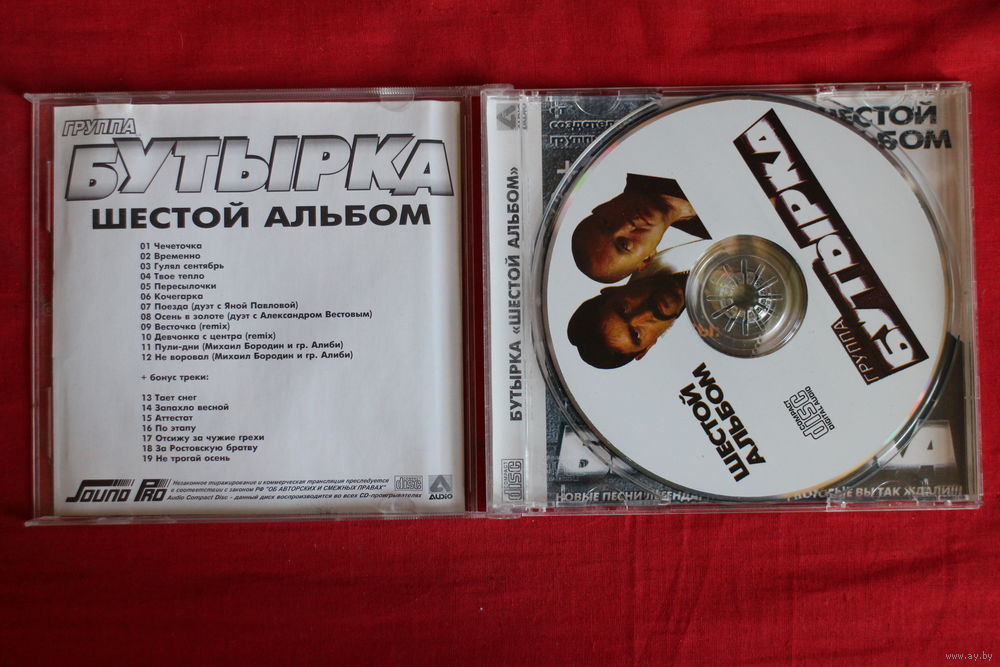 ГРУППА
БУТЫРКА
ШЕСТОЙ АЛЬБОМ
01 Чечеточка
02 Временно
03 Гулял сентябрь
04 Твое тепло
05 Пересылочки
06 Кочегарка
07 Поезда (дуэт с Яной Павловой)
08 Осень в золоте (дуэт с Александром Вестовым)
09 Весточка (remix)
10 Девчонка с центра (remix)
11 Пули-дни (Михаил Бородин и гр. Алиби)
12 Не воровал (Михаил Бородин и гр. Алиби)
+ бонус треки:
13 Тает снег
14 Запахло весной
15 Аттестат
16 По этапу
17 Отсижу за чужие грехи
18 За Ростовскую братву
19 Не трогай осень
Sound Pro
Незаконное тиражирование и коммерческая трансляция преследуется
в соответствии с законом РФ "ОБ АВТОРСКИХ И СМЕЖНЫХ ПРАВАХ"
Audio Compact Disc - данный диск воспроизводится во всех CD-проигрывателях
disc
AUDIO
БУТЫРКА «ШЕСТОЙ АЛЬБОМ»
disc
ГРУППА
БУТЫРКА
ШЕСТОЙ
АЛЬБОМ
COMPACT
disc
DIGITAL AUDIO
ШЕСТОЙ
НОВЫЕ ПЕСНИ
КОТОРЫЕ ВЫ ТАК ЖДАЛИ!!!
www.ay.by